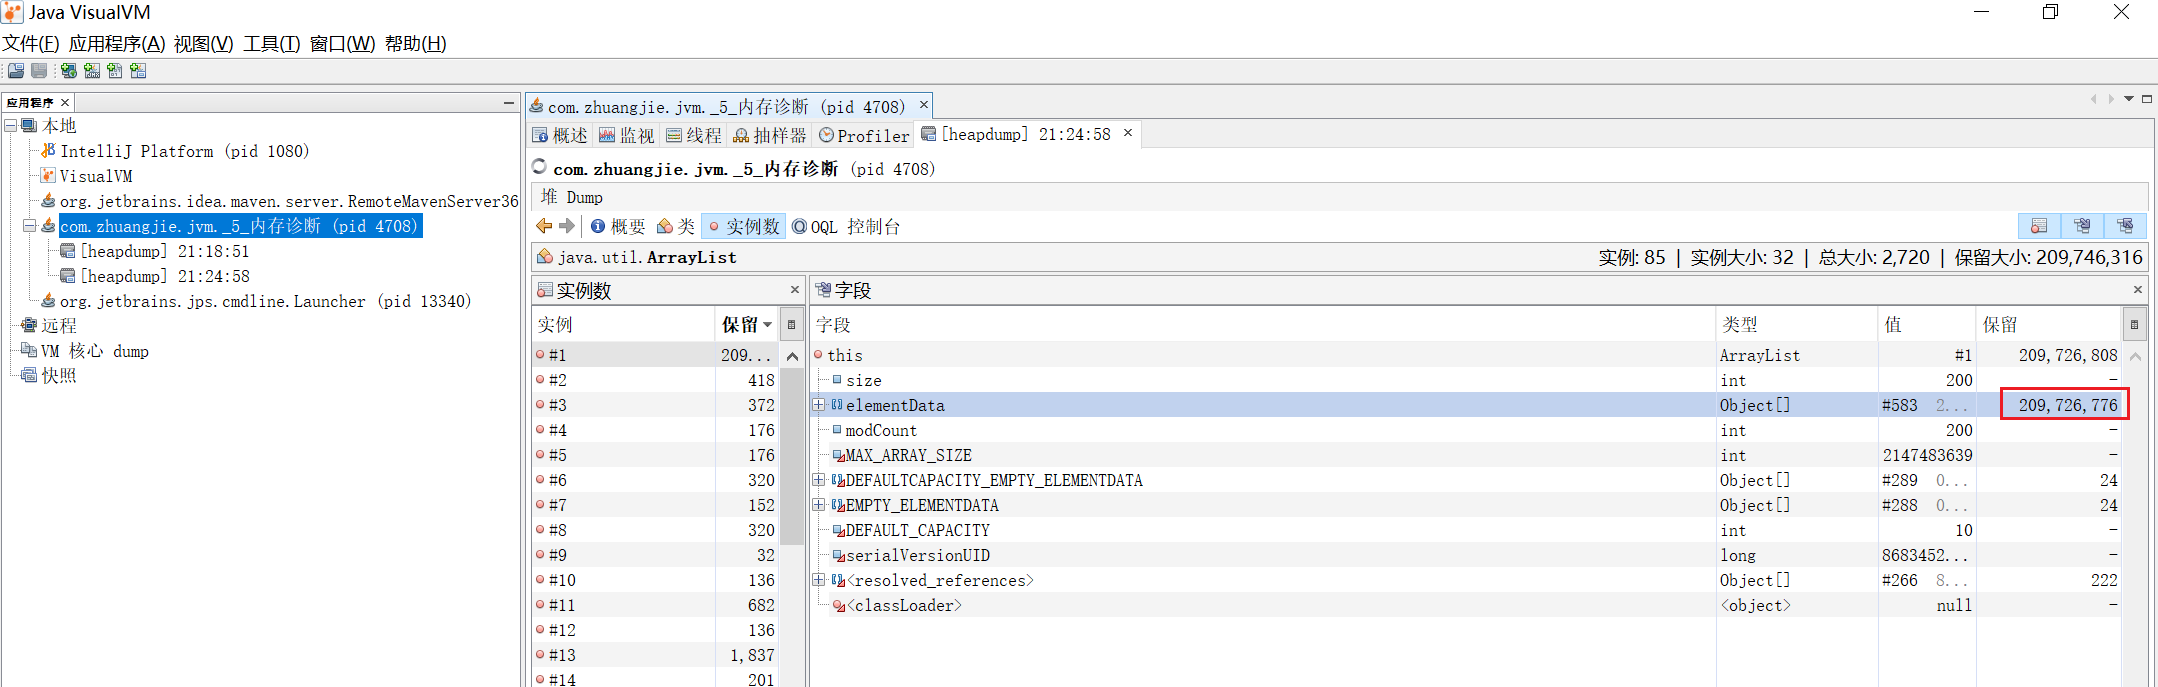 Java VisualVM
文件(F) 应用程序(A) 视图(V) 工具(T) 窗口(W) 帮助(H)
应用程序
本地
IntelliJ Platform (pid 1080)
VisualVM
org.jetbrains.idea.maven.server.RemoteMavenServer36
com.zhuangjie.jvm._5_内存诊断 (pid 4708)
[heapdump] 21:18:51
[heapdump] 21:24:58
org.jetbrains.jps.cmdline.Launcher (pid 13340)
远程
VM 核心 dump
快照
com.zhuangjie.jvm._5_内存诊断 (pid 4708)
概述 监视 线程 抽样器 Profiler [heapdump] 21:24:58
com.zhuangjie.jvm._5_内存诊断 (pid 4708)
堆 Dump
概要 类 实例数 OQL 控制台
java.util.ArrayList 实例: 85 | 实例大小: 32 | 总大小: 2,720 | 保留大小: 209,746,316
实例数
实例 保留
#1 209...
#2 418
#3 372
#4 176
#5 176
#6 320
#7 152
#8 320
#9 32
#10 136
#11 682
#12 136
#13 1,837
#14 201
字段
字段 类型 值 保留
this ArrayList #1 209,726,808
size int 200 -
elementData Object[] #583 2... 209,726,776
modCount int 200 -
MAX_ARRAY_SIZE int 2147483639 -
DEFAULTCAPACITY_EMPTY_ELEMENTDATA Object[] #289 0... 24
EMPTY_ELEMENTDATA Object[] #288 0... 24
DEFAULT_CAPACITY int 10 -
serialVersionUID long 8683452... -
<resolved_references> Object[] #266 8... 222
<classLoader> <object> null -